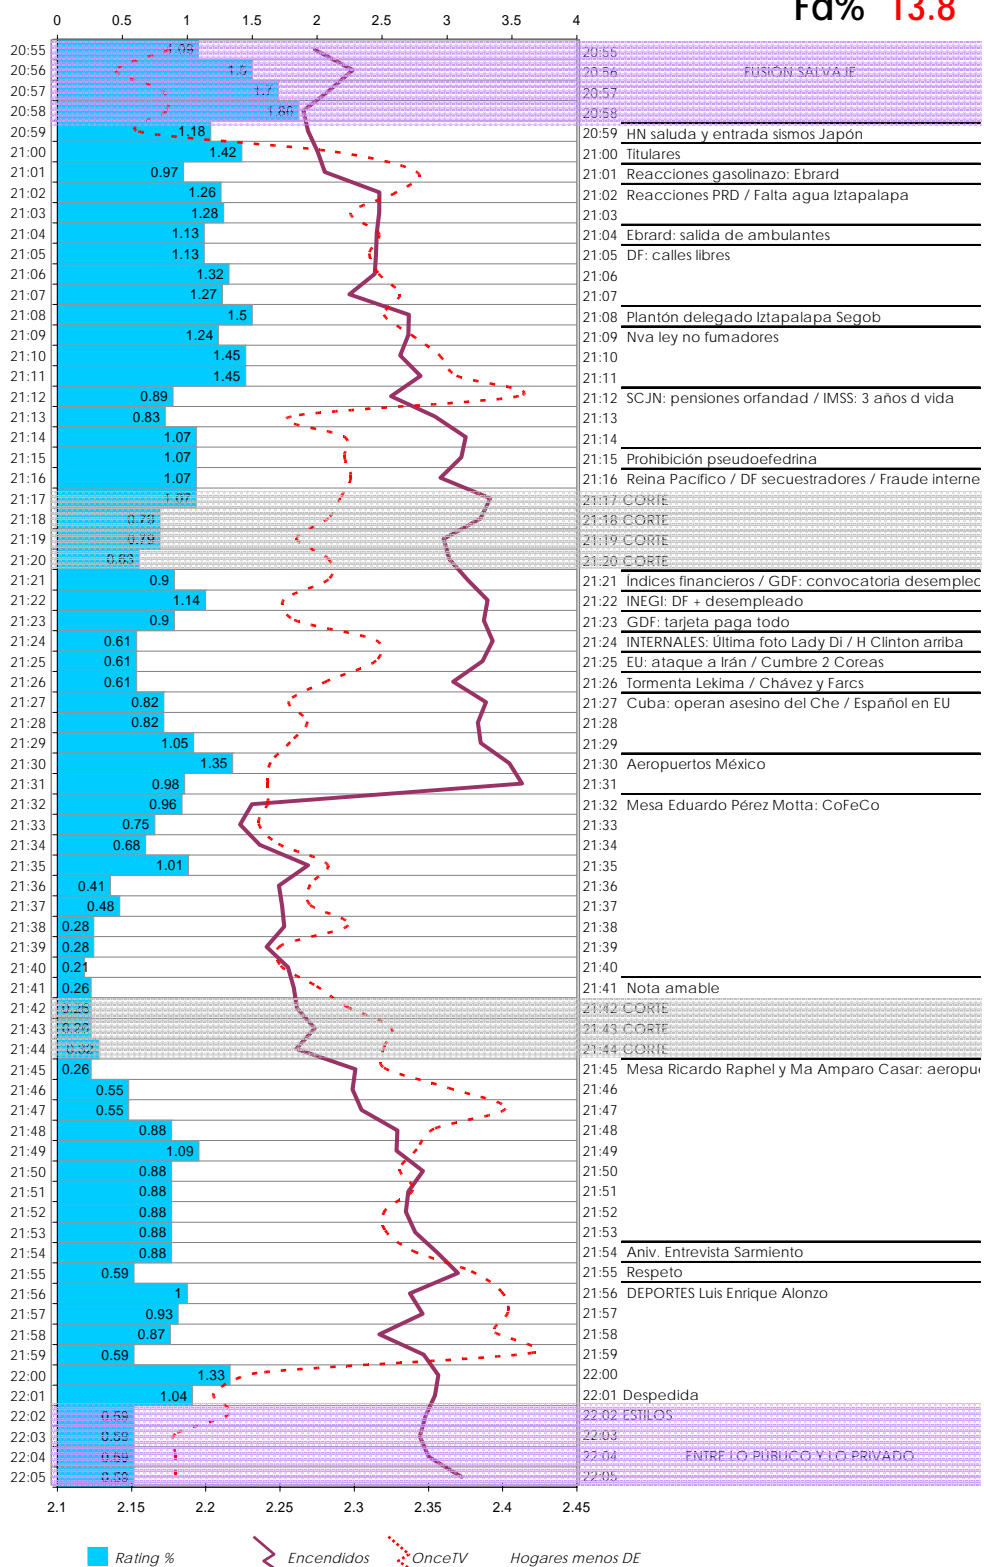 Fd% 13.8
0 0.5 1 1.5 2 2.5 3 3.5 4
20:55 1.09 20:55
20:56 1.5 20:56 FUSIÓN SALVAJE
20:57 1.7 20:57
20:58 1.86 20:58
20:59 1.18 20:59 HN saluda y entrada sismos Japón
21:00 1.42 21:00 Titulares
21:01 0.97 21:01 Reacciones gasolinazo: Ebrard
21:02 1.26 21:02 Reacciones PRD / Falta agua Iztapalapa
21:03 1.28 21:03
21:04 1.13 21:04 Ebrard: salida de ambulantes
21:05 1.13 21:05 DF: calles libres
21:06 1.32 21:06
21:07 1.27 21:07
21:08 1.5 21:08 Plantón delegado Iztapalapa Segob
21:09 1.24 21:09 Nva ley no fumadores
21:10 1.45 21:10
21:11 1.45 21:11
21:12 0.89 21:12 SCJN: pensiones orfandad / IMSS: 3 años d vida
21:13 0.83 21:13
21:14 1.07 21:14
21:15 1.07 21:15 Prohibición pseudoefedrina
21:16 1.07 21:16 Reina Pacífico / DF secuestradores / Fraude interne
21:17 1.07 21:17 CORTE
21:18 0.79 21:18 CORTE
21:19 0.79 21:19 CORTE
21:20 0.63 21:20 CORTE
21:21 0.9 21:21 Índices financieros / GDF: convocatoria desempleo
21:22 1.14 21:22 INEGI: DF + desempleado
21:23 0.9 21:23 GDF: tarjeta paga todo
21:24 0.61 21:24 INTERNALES: Última foto Lady Di / H Clinton arriba
21:25 0.61 21:25 EU: ataque a Irán / Cumbre 2 Coreas
21:26 0.61 21:26 Tormenta Lekima / Chávez y Farcs
21:27 0.82 21:27 Cuba: operan asesino del Che / Español en EU
21:28 0.82 21:28
21:29 1.05 21:29
21:30 1.35 21:30 Aeropuertos México
21:31 0.98 21:31
21:32 0.96 21:32 Mesa Eduardo Pérez Motta: CoFeCo
21:33 0.75 21:33
21:34 0.68 21:34
21:35 1.01 21:35
21:36 0.41 21:36
21:37 0.48 21:37
21:38 0.28 21:38
21:39 0.28 21:39
21:40 0.21 21:40
21:41 0.26 21:41 Nota amable
21:42 0.26 21:42 CORTE
21:43 0.26 21:43 CORTE
21:44 0.32 21:44 CORTE
21:45 0.26 21:45 Mesa Ricardo Raphel y Ma Amparo Casar: aeropue
21:46 0.55 21:46
21:47 0.55 21:47
21:48 0.88 21:48
21:49 1.09 21:49
21:50 0.88 21:50
21:51 0.88 21:51
21:52 0.88 21:52
21:53 0.88 21:53
21:54 0.88 21:54 Aniv. Entrevista Sarmiento
21:55 0.59 21:55 Respeto
21:56 1 21:56 DEPORTES Luis Enrique Alonzo
21:57 0.93 21:57
21:58 0.87 21:58
21:59 0.59 21:59
22:00 1.33 22:00
22:01 1.04 22:01 Despedida
22:02 0.59 22:02 ESTILOS
22:03 0.59 22:03
22:04 0.59 22:04 ENTRE LO PÚBLICO Y LO PRIVADO
22:05 0.59 22:05
2.1 2.15 2.2 2.25 2.3 2.35 2.4 2.45
Rating % Encendidos OnceTV Hogares menos DE